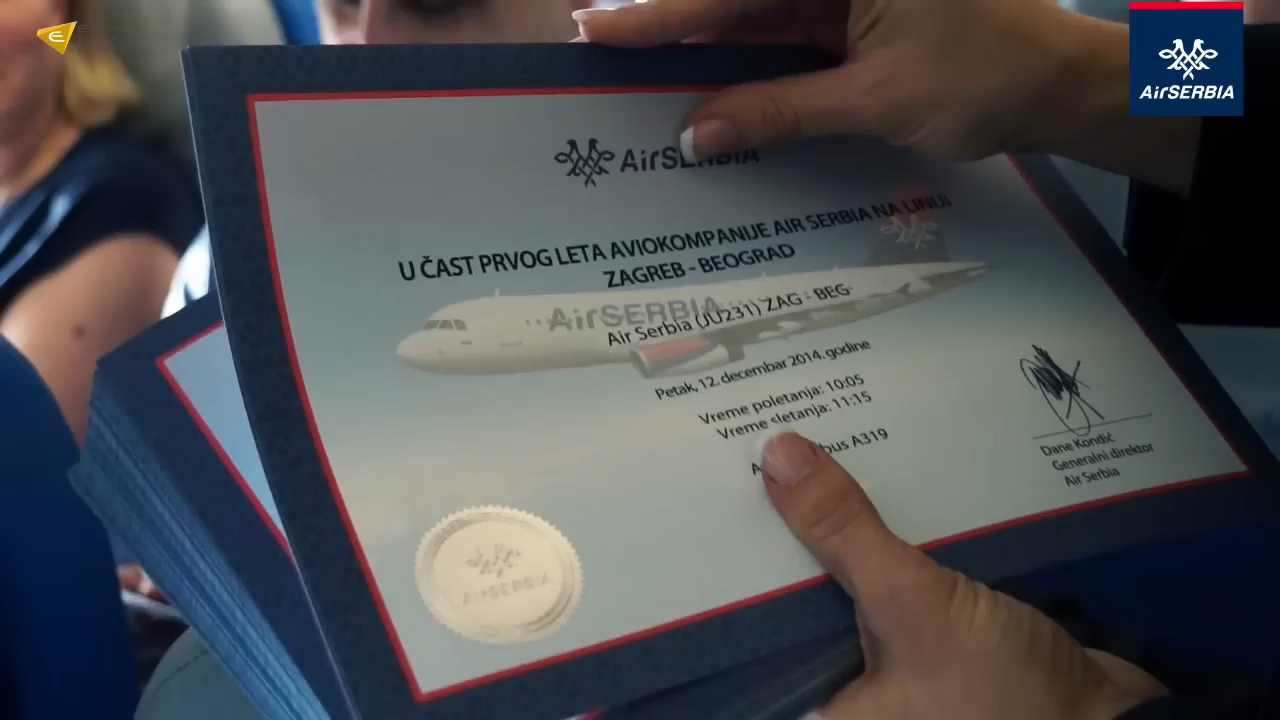 AirSERBIA
AirSERBIA
U ČAST PRVOG LETA AVIOKOMPANIJE AIR SERBIA NA LINIJI
ZAGREB - BEOGRAD
AirSERBIA
Air Serbia (JU231) ZAG - BEG
Petak, 12. decembar 2014. godine
Vreme poletanja: 10:05
Vreme sletanja: 11:15
A319
Dane Kondić
Generalni direktor
Air Serbia
AirSERBIA